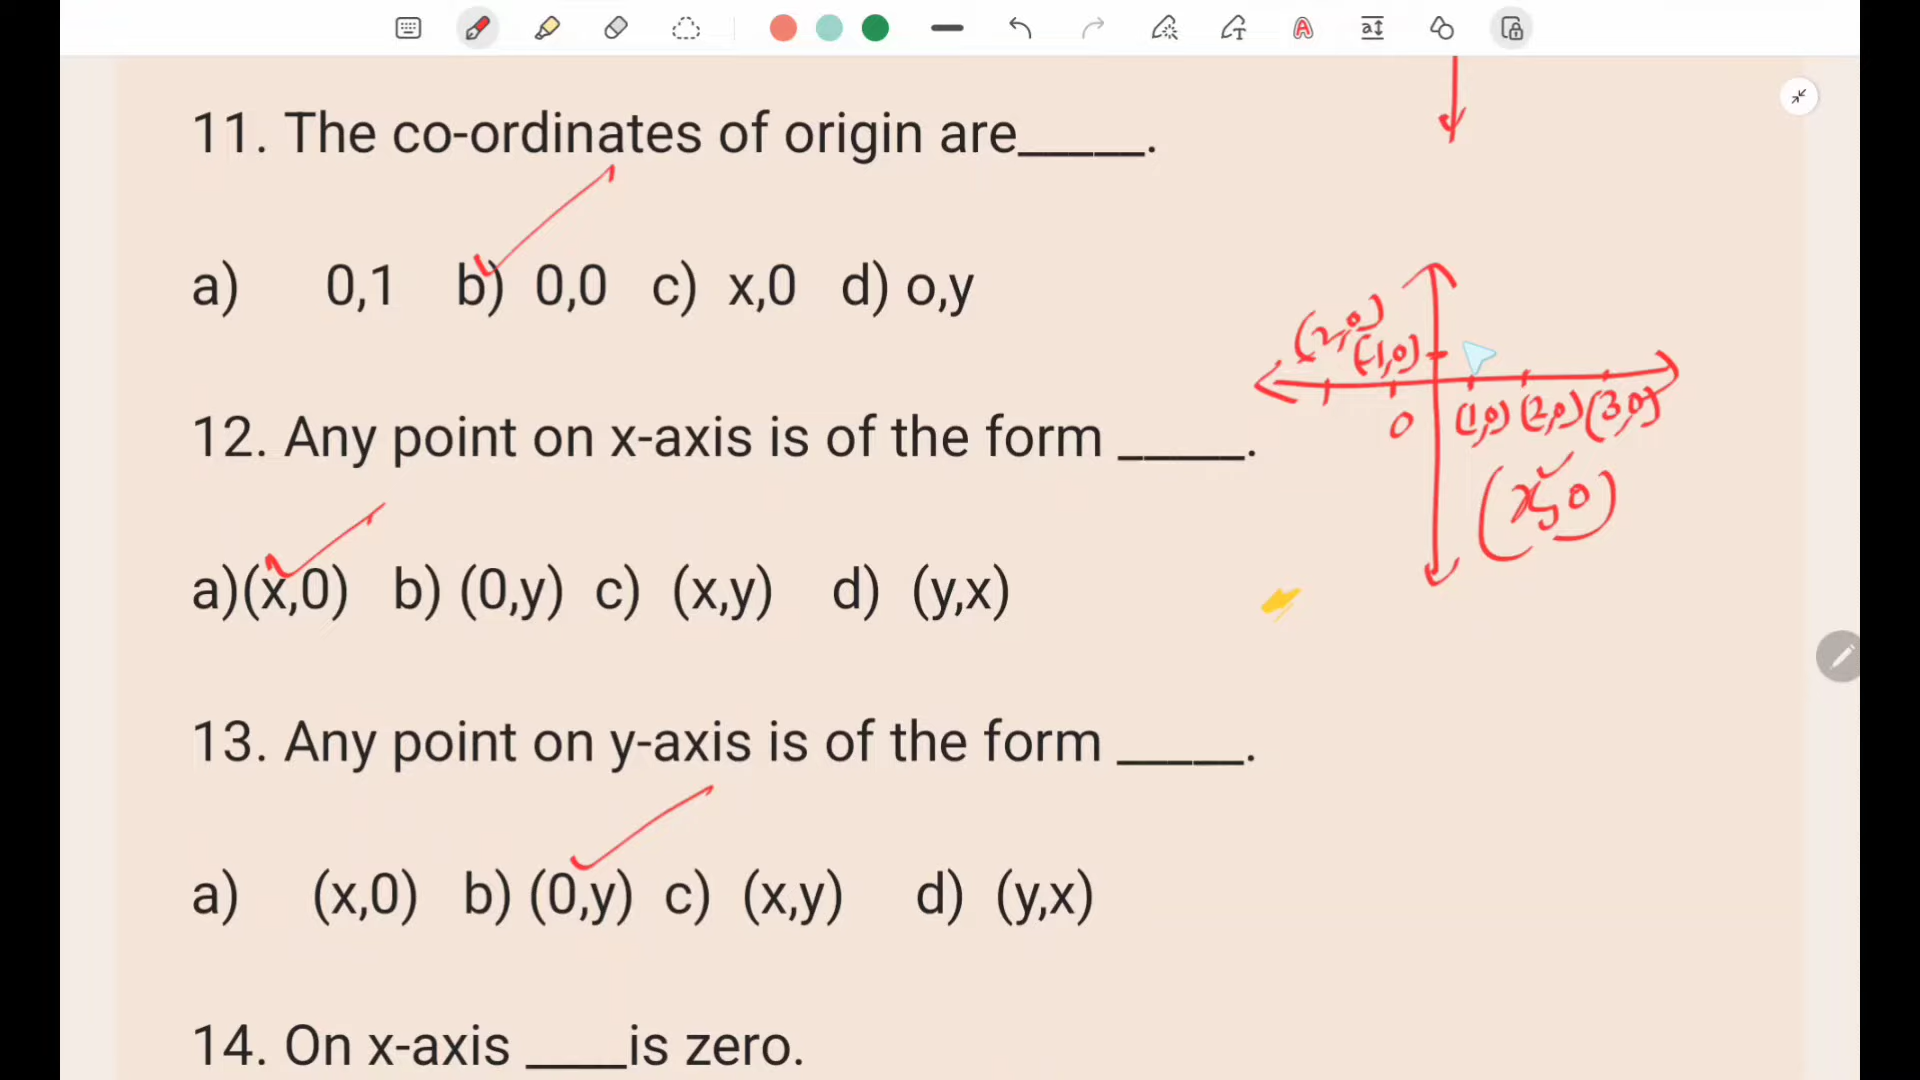 11. The co-ordinates of origin are_____.
a) 0,1 b) 0,0 c) x,0 d) o,y
(2,0)
(-1,0)
0 (1,0) (2,0) (3,0)
12. Any point on x-axis is of the form _____.
(x,0)
a)(x,0) b) (0,y) c) (x,y) d) (y,x)
13. Any point on y-axis is of the form _____.
a) (x,0) b) (0,y) c) (x,y) d) (y,x)
14. On x-axis ____is zero.